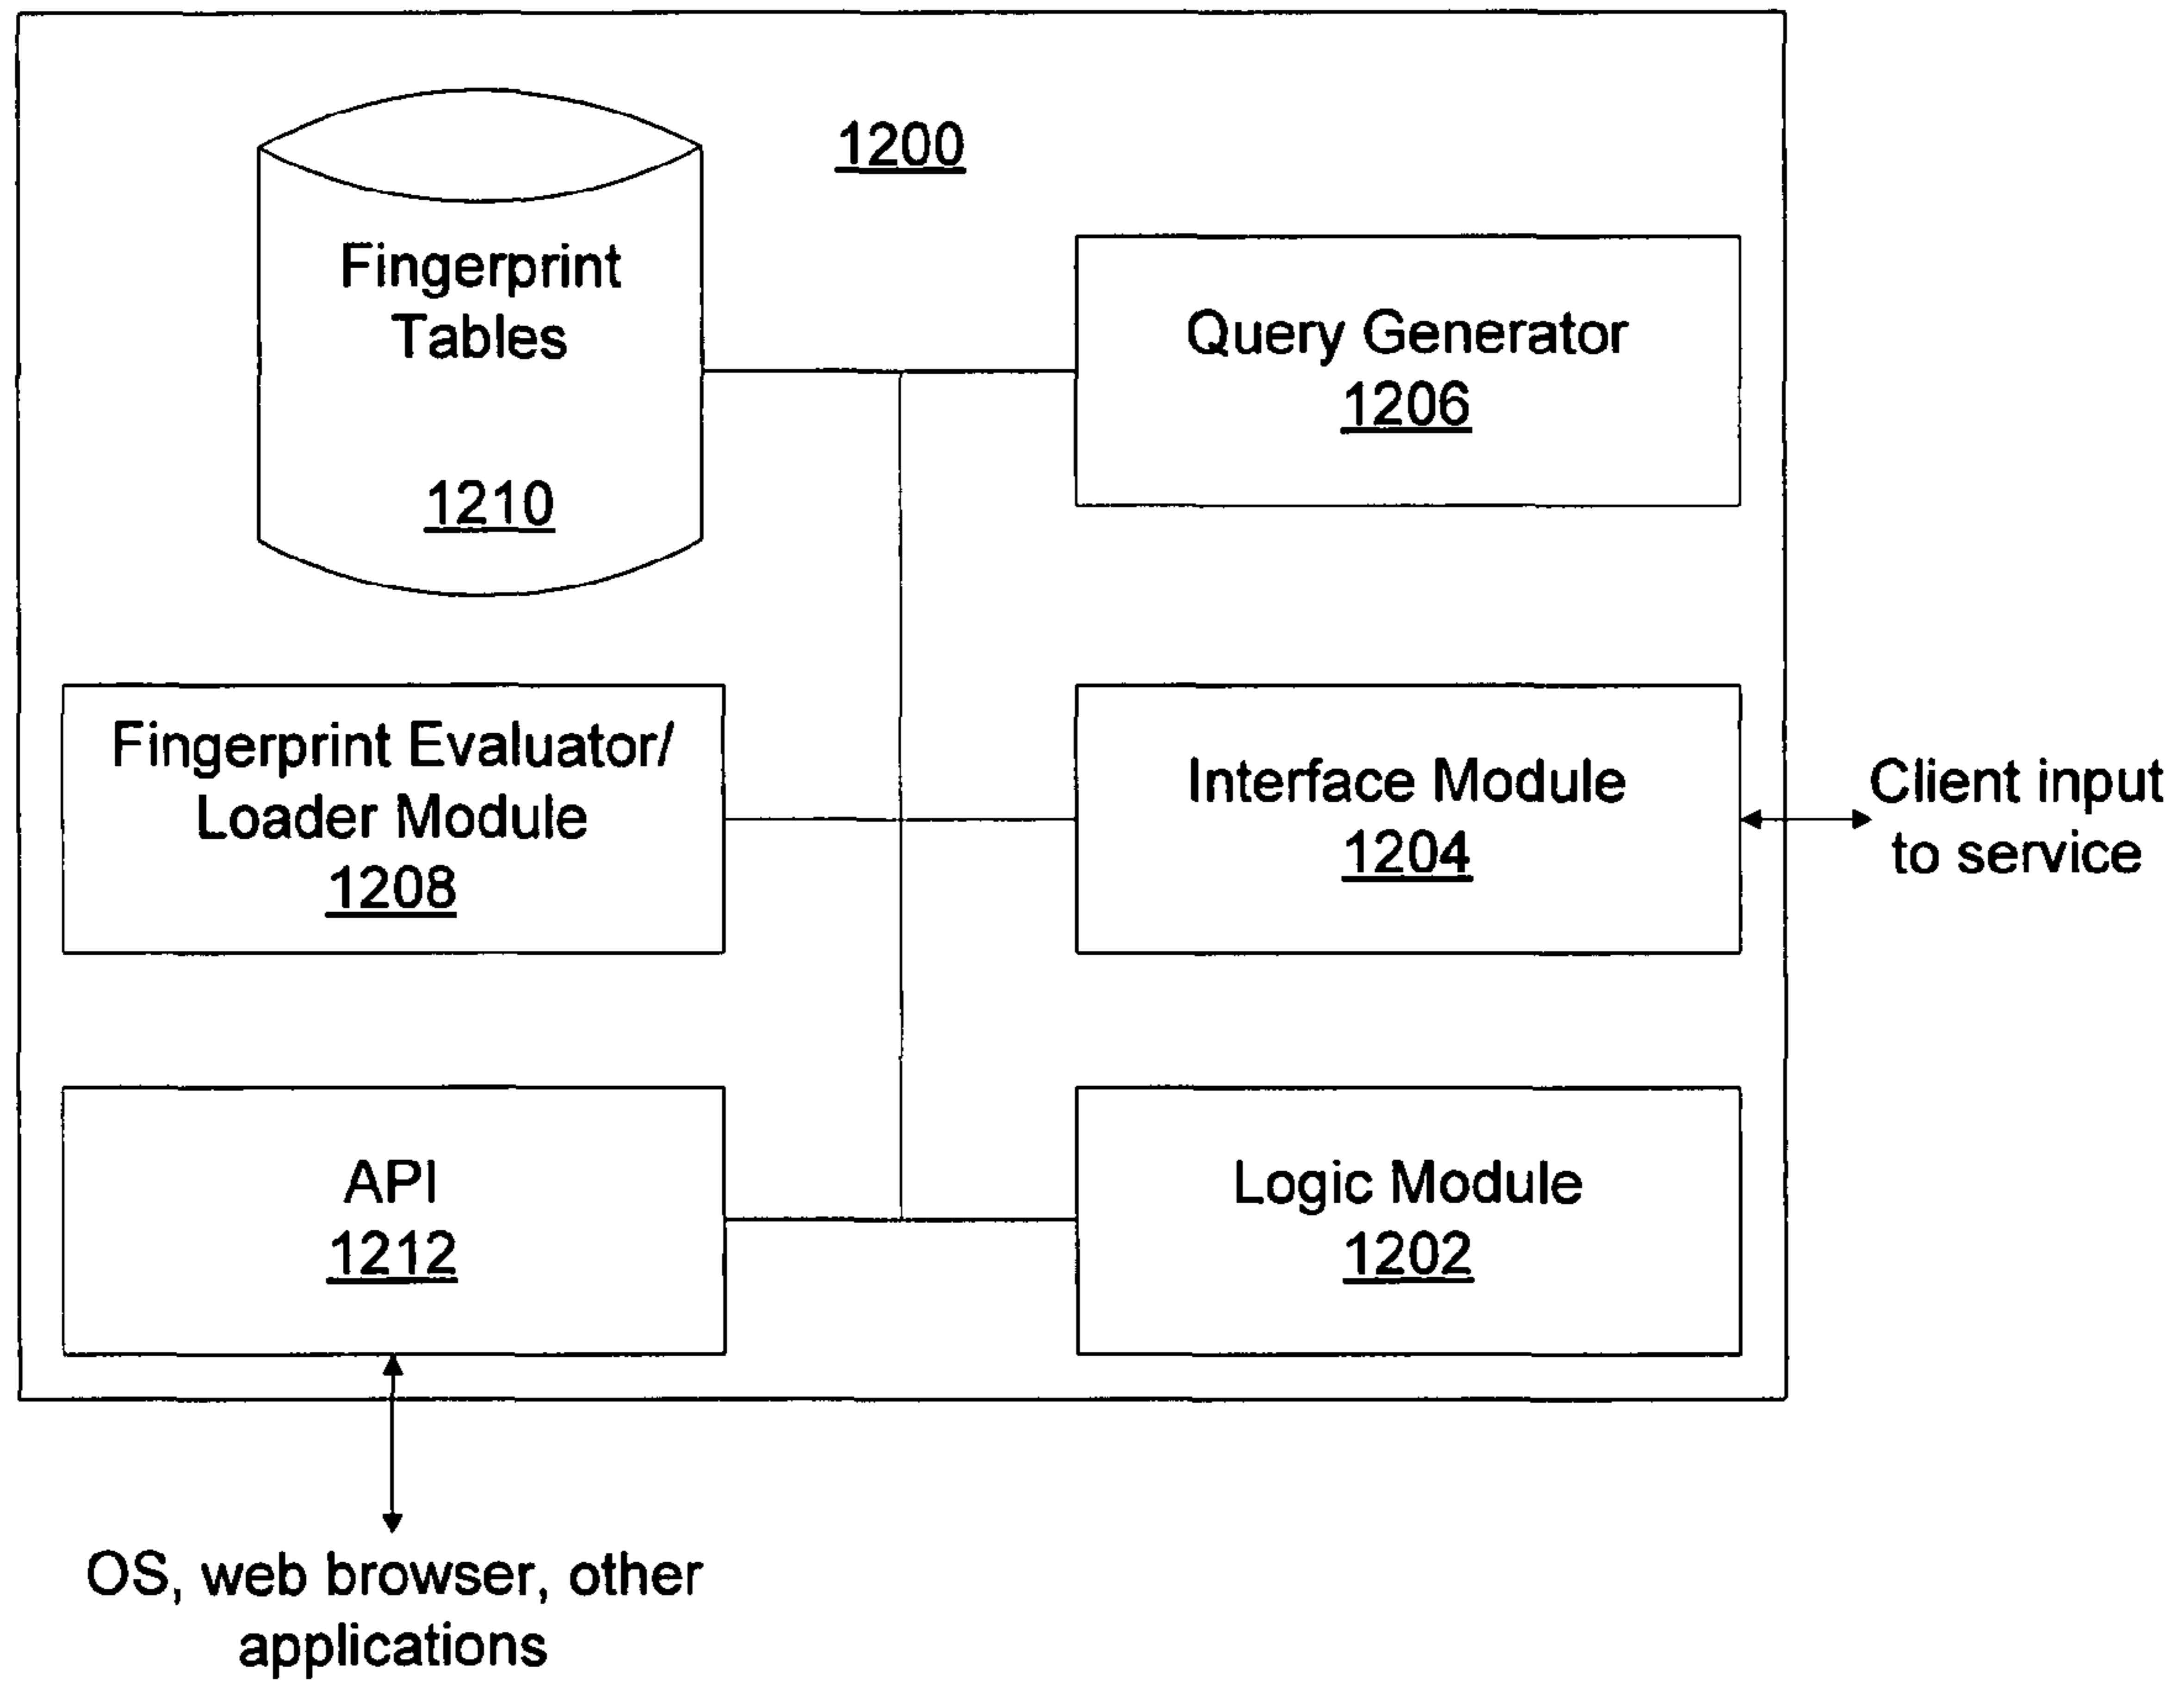 1200
Fingerprint
Tables
1210
Query Generator
1206
Fingerprint Evaluator/
Loader Module
1208
Interface Module
1204
Client input
to service
API
1212
Logic Module
1202
OS, web browser, other
applications